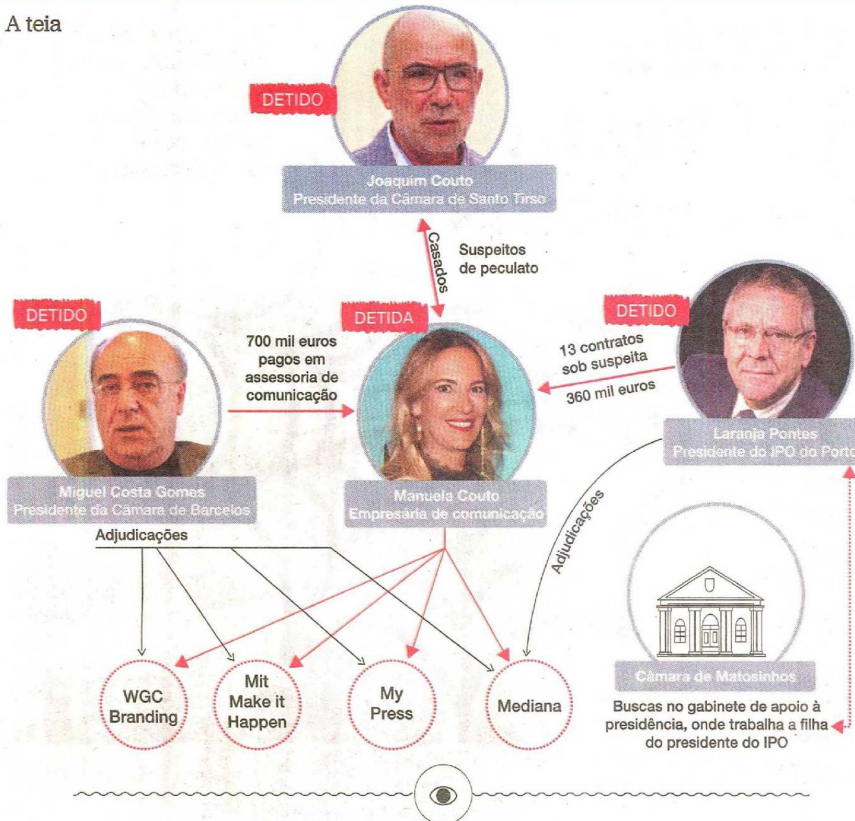 A teia
DETIDO
Joaquim Couto
Presidente da Câmara de Santo Tirso
Casados
Suspeitos
de peculato
DETIDO
700 mil euros
pagos em
assessoria de
comunicação
DETIDA
13 contratos
sob suspeita
360 mil euros
DETIDO
Laranja Pontes
Presidente do IPO do Porto
Miguel Costa Gomes
Presidente da Câmara de Barcelos
Manuela Couto
Empresária de comunicação
Adjudicações
Adjudicações
WGC
Branding
Mit
Make it
Happen
My
Press
Mediana
Câmara de Matosinhos
Buscas no gabinete de apoio à
presidência, onde trabalha a filha
do presidente do IPO